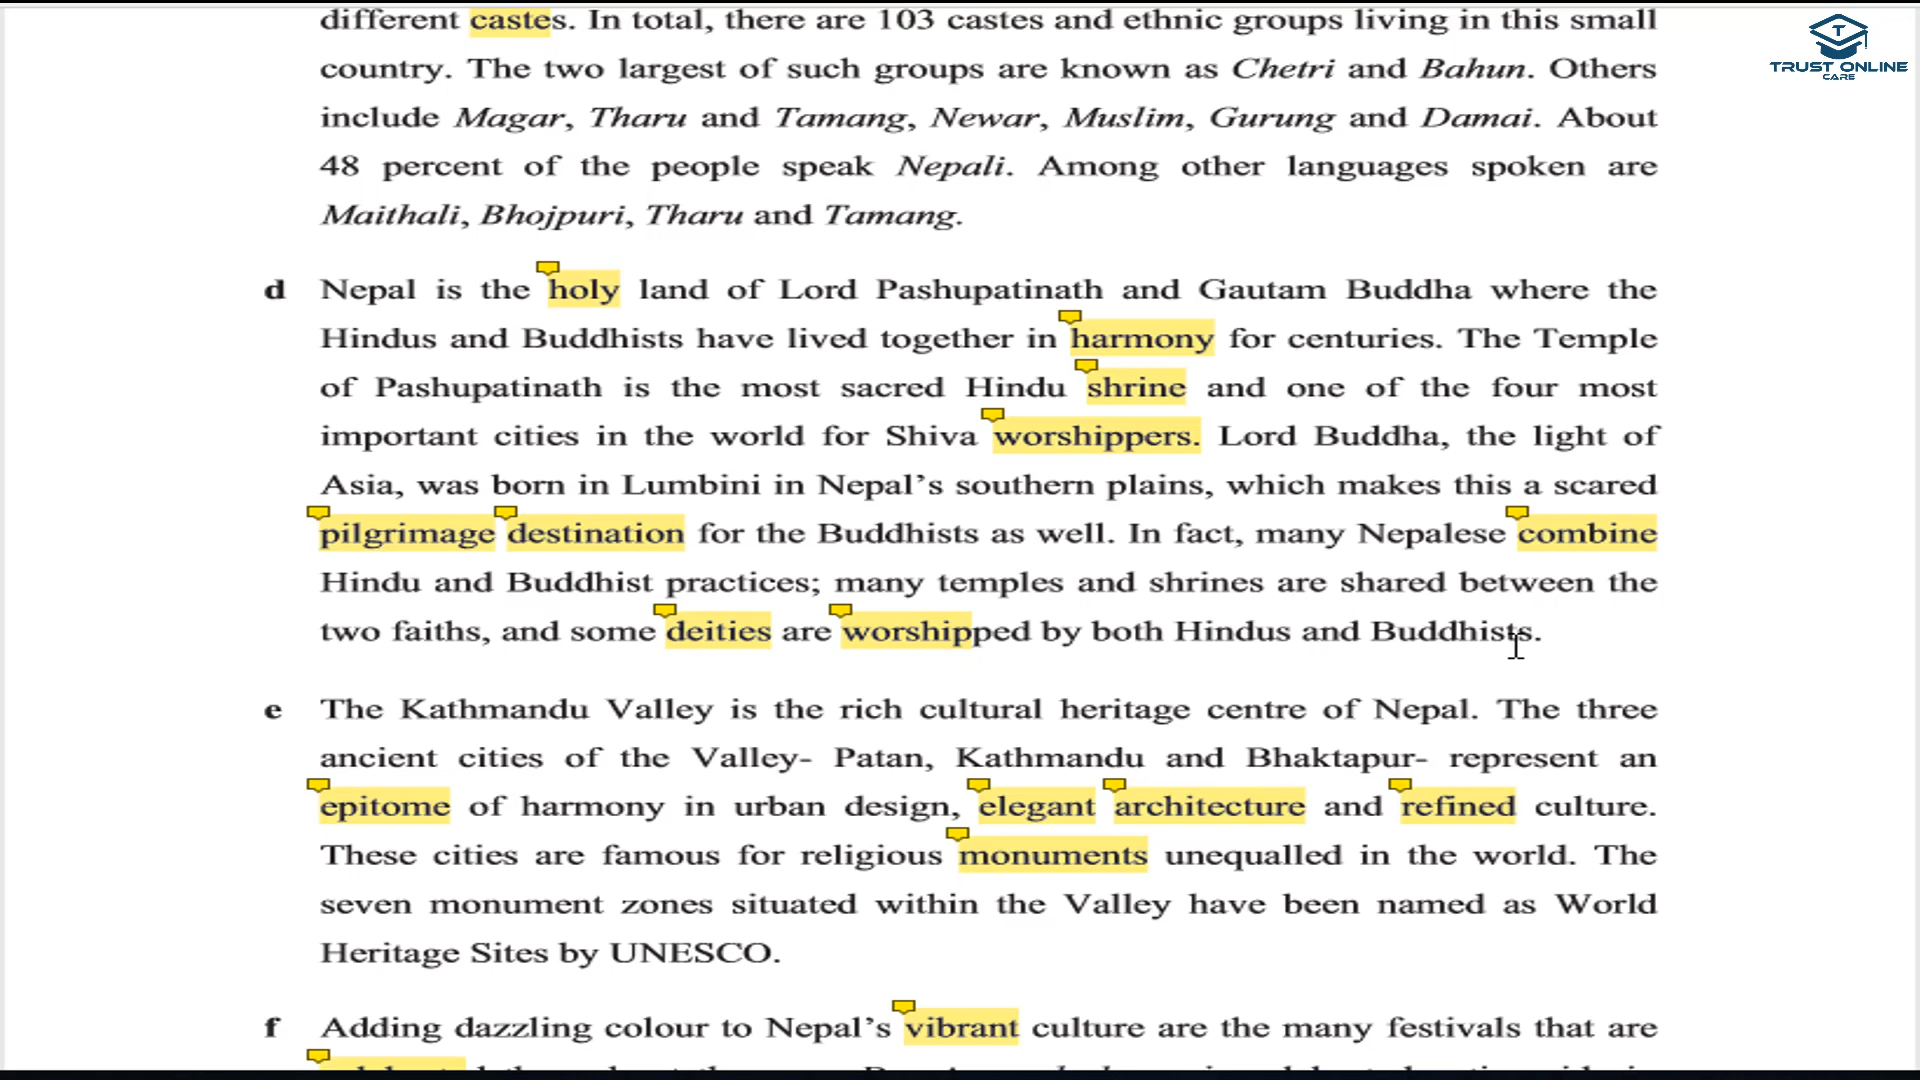 different castes. In total, there are 103 castes and ethnic groups living in this small
country. The two largest of such groups are known as Chetri and Bahun. Others
include Magar, Tharu and Tamang, Newar, Muslim, Gurung and Damai. About
48 percent of the people speak Nepali. Among other languages spoken are
Maithali, Bhojpuri, Tharu and Tamang.
d Nepal is the holy land of Lord Pashupatinath and Gautam Buddha where the
Hindus and Buddhists have lived together in harmony for centuries. The Temple
of Pashupatinath is the most sacred Hindu shrine and one of the four most
important cities in the world for Shiva worshippers. Lord Buddha, the light of
Asia, was born in Lumbini in Nepal’s southern plains, which makes this a scared
pilgrimage destination for the Buddhists as well. In fact, many Nepalese combine
Hindu and Buddhist practices; many temples and shrines are shared between the
two faiths, and some deities are worshipped by both Hindus and Buddhists.
e The Kathmandu Valley is the rich cultural heritage centre of Nepal. The three
ancient cities of the Valley- Patan, Kathmandu and Bhaktapur- represent an
epitome of harmony in urban design, elegant architecture and refined culture.
These cities are famous for religious monuments unequalled in the world. The
seven monument zones situated within the Valley have been named as World
Heritage Sites by UNESCO.
f Adding dazzling colour to Nepal’s vibrant culture are the many festivals that are
T
TRUST ONLINE
CARE